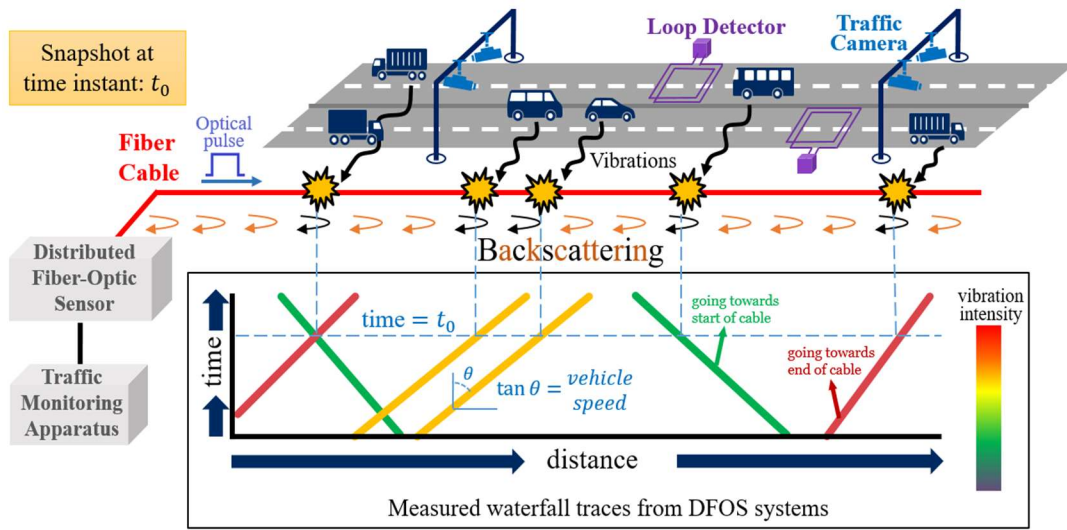 Snapshot at
time instant: t₀
Loop Detector
Traffic
Camera
Optical
pulse
Fiber
Cable
Vibrations
Backscattering
Distributed
Fiber-Optic
Sensor
Traffic
Monitoring
Apparatus
time
time = t₀
θ
tan θ = vehicle
speed
going towards
start of cable
going towards
end of cable
vibration
intensity
distance
Measured waterfall traces from DFOS systems